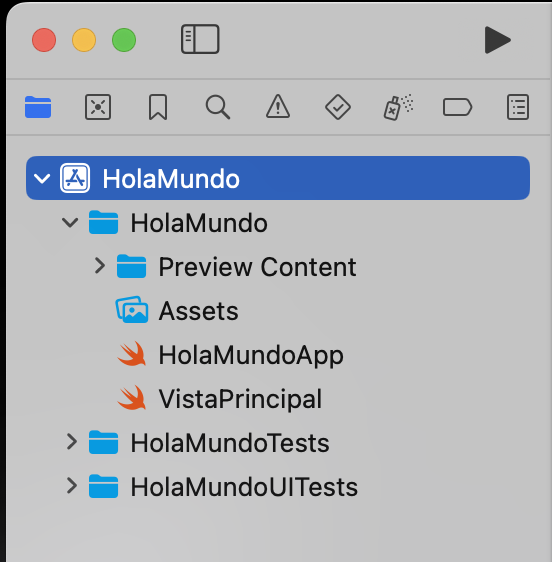 HolaMundo
HolaMundo
Preview Content
Assets
HolaMundoApp
VistaPrincipal
HolaMundoTests
HolaMundoUITests